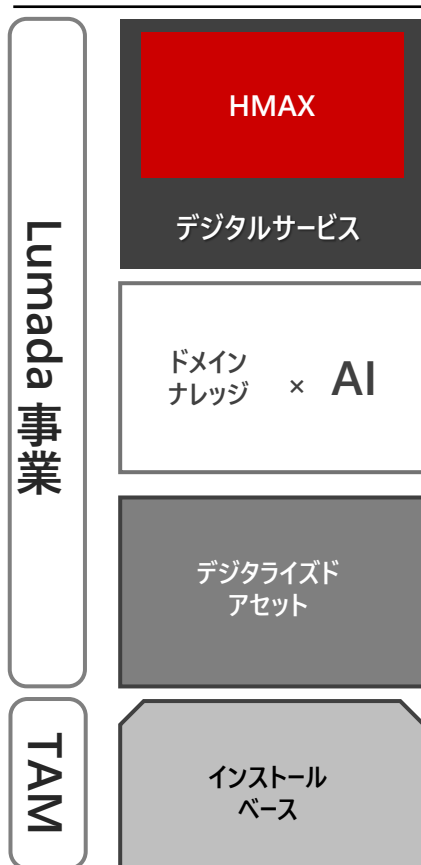 Lumada 事業
HMAX
デジタルサービス
ドメイン
ナレッジ × AI
デジタライズド
アセット
TAM
インストール
ベース